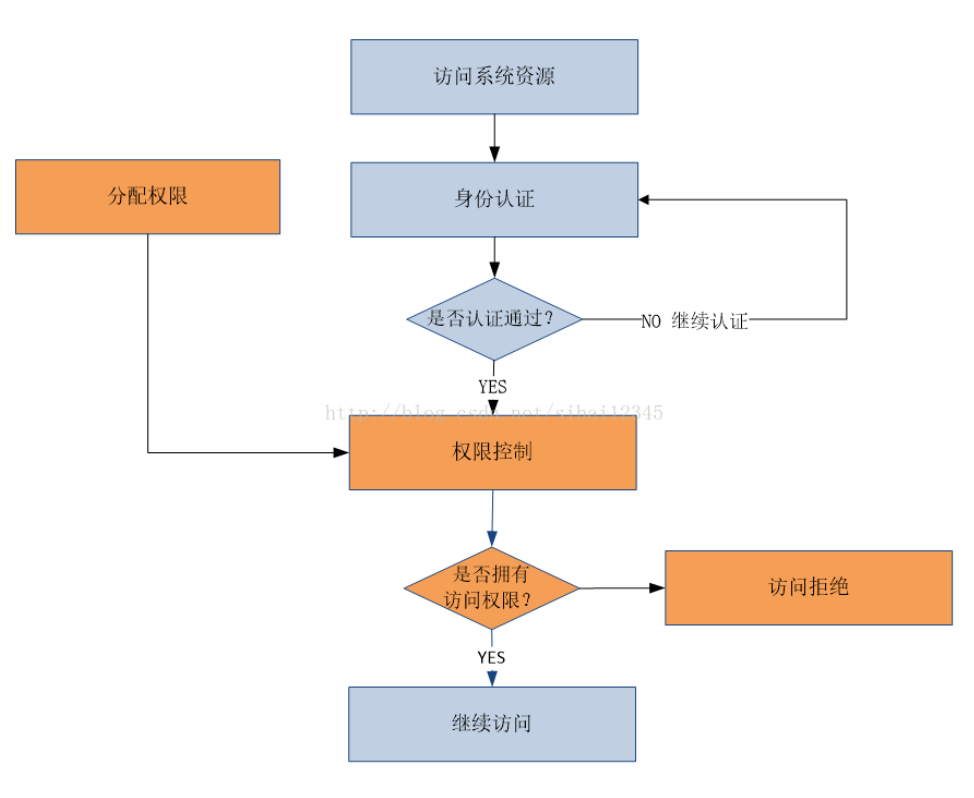 访问系统资源
分配权限
身份认证
是否认证通过？
NO 继续认证
YES
http://blog.csdn.net/sihai12345
权限控制
是否拥有
访问权限？
访问拒绝
YES
继续访问